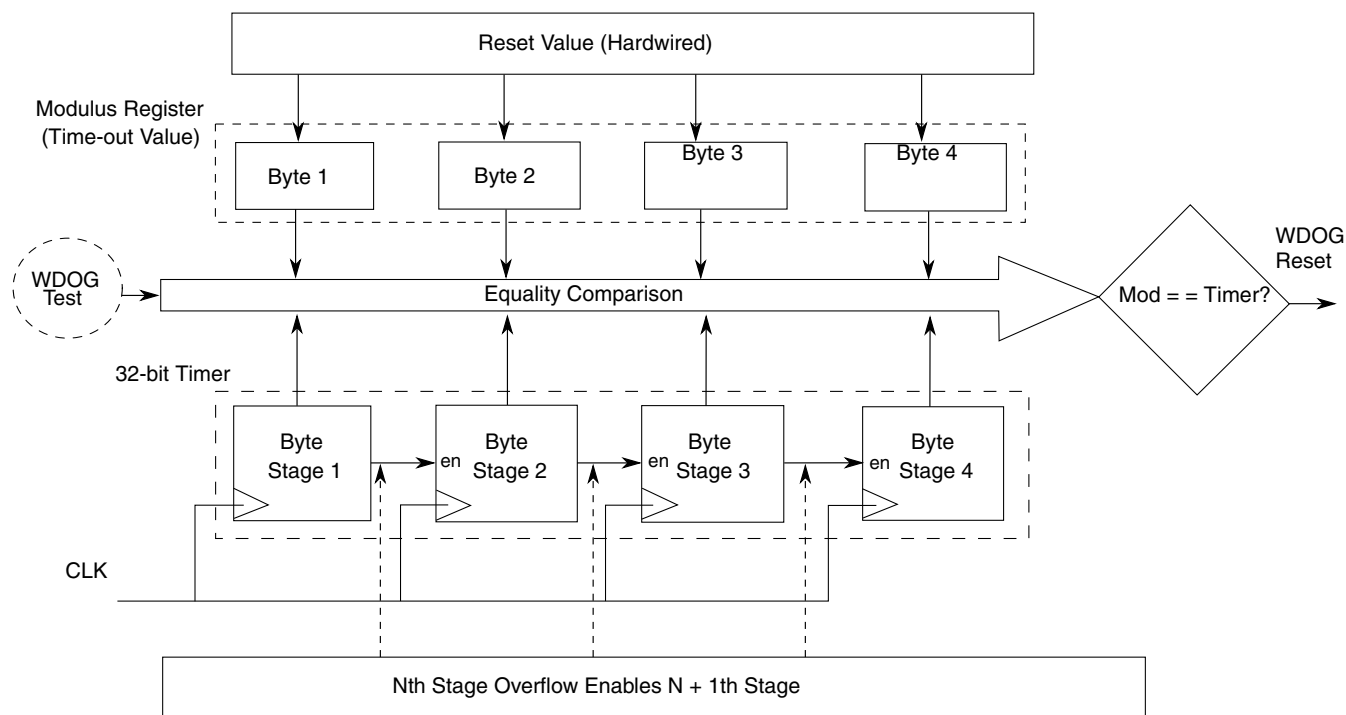 Reset Value (Hardwired)
Modulus Register
(Time-out Value)
Byte 1
Byte 2
Byte 3
Byte 4
WDOG
Test
Equality Comparison
Mod = = Timer?
WDOG
Reset
32-bit Timer
Byte
Stage 1
en
Byte
Stage 2
en
Byte
Stage 3
en
Byte
Stage 4
CLK
Nth Stage Overflow Enables N + 1th Stage